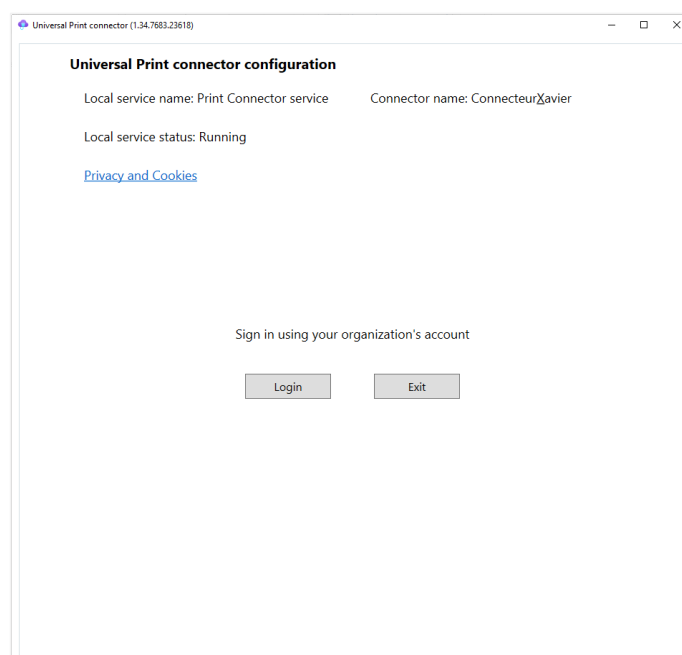 Universal Print connector (1.34.7683.23618)
Universal Print connector configuration
Local service name: Print Connector service Connector name: ConnecteurXavier
Local service status: Running
Privacy and Cookies
Sign in using your organization's account
Login Exit